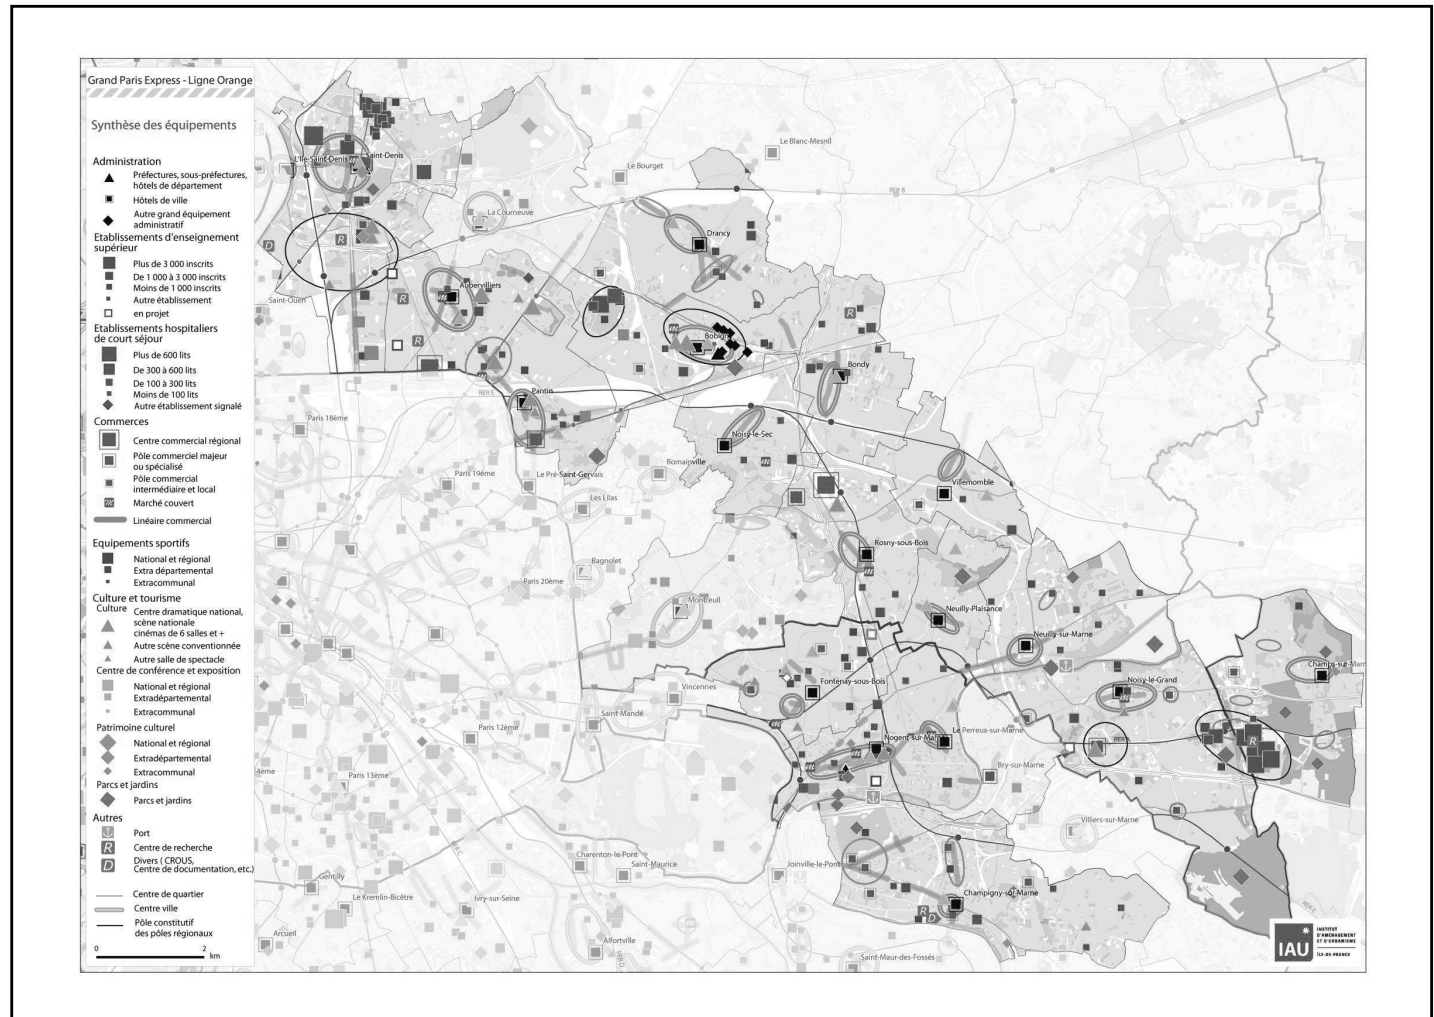 Grand Paris Express - Ligne Orange
Synthèse des équipements
Administration
Préfectures, sous-préfectures,
hôtels de département
Hôtels de ville
Autre grand équipement
administratif
Etablissements d'enseignement
supérieur
Plus de 3 000 inscrits
De 1 000 à 3 000 inscrits
Moins de 1 000 inscrits
Autre établissement
en projet
Etablissements hospitaliers
de court séjour
Plus de 600 lits
De 300 à 600 lits
De 100 à 300 lits
Moins de 100 lits
Autre établissement signalé
Commerces
Centre commercial régional
Pôle commercial majeur
ou spécialisé
Pôle commercial
intermédiaire et local
Marché couvert
Linéaire commercial
Equipements sportifs
National et régional
Extra départemental
Extracommunal
Culture et tourisme
Culture
Centre dramatique national,
scène nationale
cinémas de 6 salles et +
Autre scène conventionnée
Autre salle de spectacle
Centre de conférence et exposition
National et régional
Extradépartemental
Extracommunal
Patrimoine culturel
National et régional
Extradépartemental
Extracommunal
Parcs et jardins
Parcs et jardins
Autres
Port
R Centre de recherche
D Divers ( CROUS,
Centre de documentation, etc.)
Centre de quartier
Centre ville
Pôle constitutif
des pôles régionaux
0 2
km
Le Blanc-Mesnil
L'Ile-Saint-Denis
Saint-Denis
Le Bourget
RER B
La Courneuve
Drancy
Saint-Ouen
Aubervilliers
Bobigny
Bondy
RER E
Pantin
Paris 18ème
Noisy-le-Sec
Romainville
Paris 19ème
Le Pré-Saint-Gervais
Villemomble
Les Lilas
Rosny-sous-Bois
Bagnolet
Paris 20ème
Montreuil
Neuilly-Plaisance
Neuilly-sur-Marne
Champs-sur-Marn
Noisy-le-Grand
Fontenay-sous-Bois
Vincennes
Saint-Mandé
Paris 12ème
Nogent-sur-Mar
Le Perreux-sur-Marne
RER A
Bry-sur-Marne
Paris 13ème
Villiers-sur-Marne
RER C
Charenton-le-Pont
Saint-Maurice
Joinville-le-Pont
Gentilly
Le Kremlin-Bicêtre
Ivry-sur-Seine
Champigny-sur-Marne
RER E
Arcueil
Alfortville
RER D
Saint-Maur-des-Fossés
IAU
INSTITUT
D'AMÉNAGEMENT
ET D'URBANISME
ÎLE-DE-FRANCE